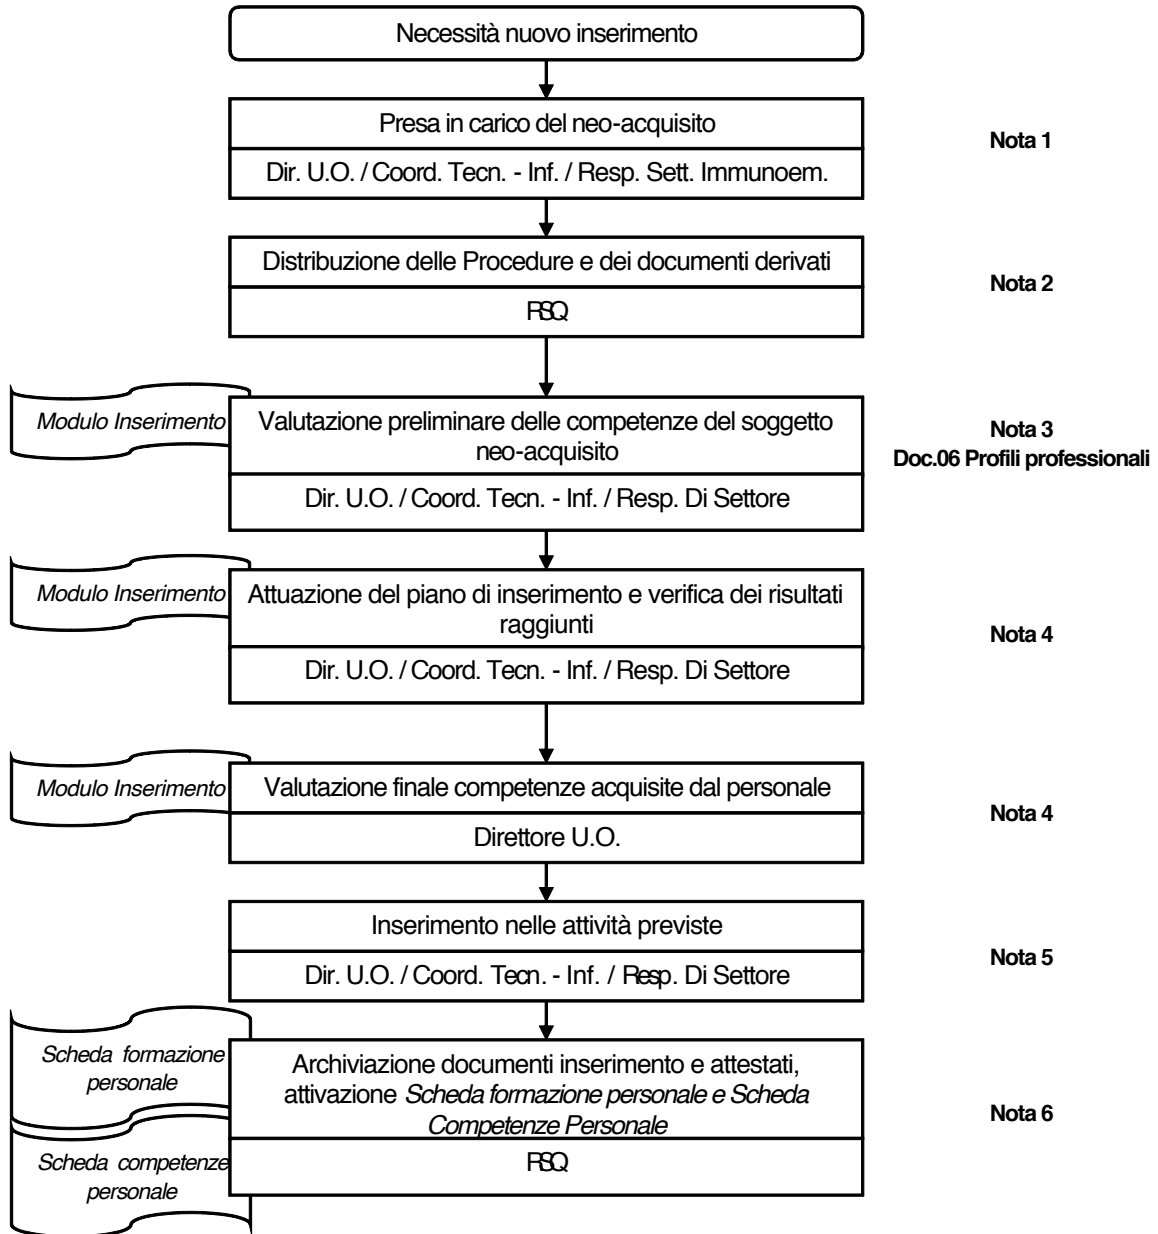 Necessità nuovo inserimento
Presa in carico del neo-acquisito
Dir. U.O. / Coord. Tecn. - Inf. / Resp. Sett. Immunoem.
Nota 1
Distribuzione delle Procedure e dei documenti derivati
RSQ
Nota 2
Modulo Inserimento
Valutazione preliminare delle competenze del soggetto
neo-acquisito
Dir. U.O. / Coord. Tecn. - Inf. / Resp. Di Settore
Nota 3
Doc.06 Profili professionali
Modulo Inserimento
Attuazione del piano di inserimento e verifica dei risultati
raggiunti
Dir. U.O. / Coord. Tecn. - Inf. / Resp. Di Settore
Nota 4
Modulo Inserimento
Valutazione finale competenze acquisite dal personale
Direttore U.O.
Nota 4
Inserimento nelle attività previste
Dir. U.O. / Coord. Tecn. - Inf. / Resp. Di Settore
Nota 5
Scheda formazione
personale
Scheda competenze
personale
Archiviazione documenti inserimento e attestati,
attivazione Scheda formazione personale e Scheda
Competenze Personale
RSQ
Nota 6